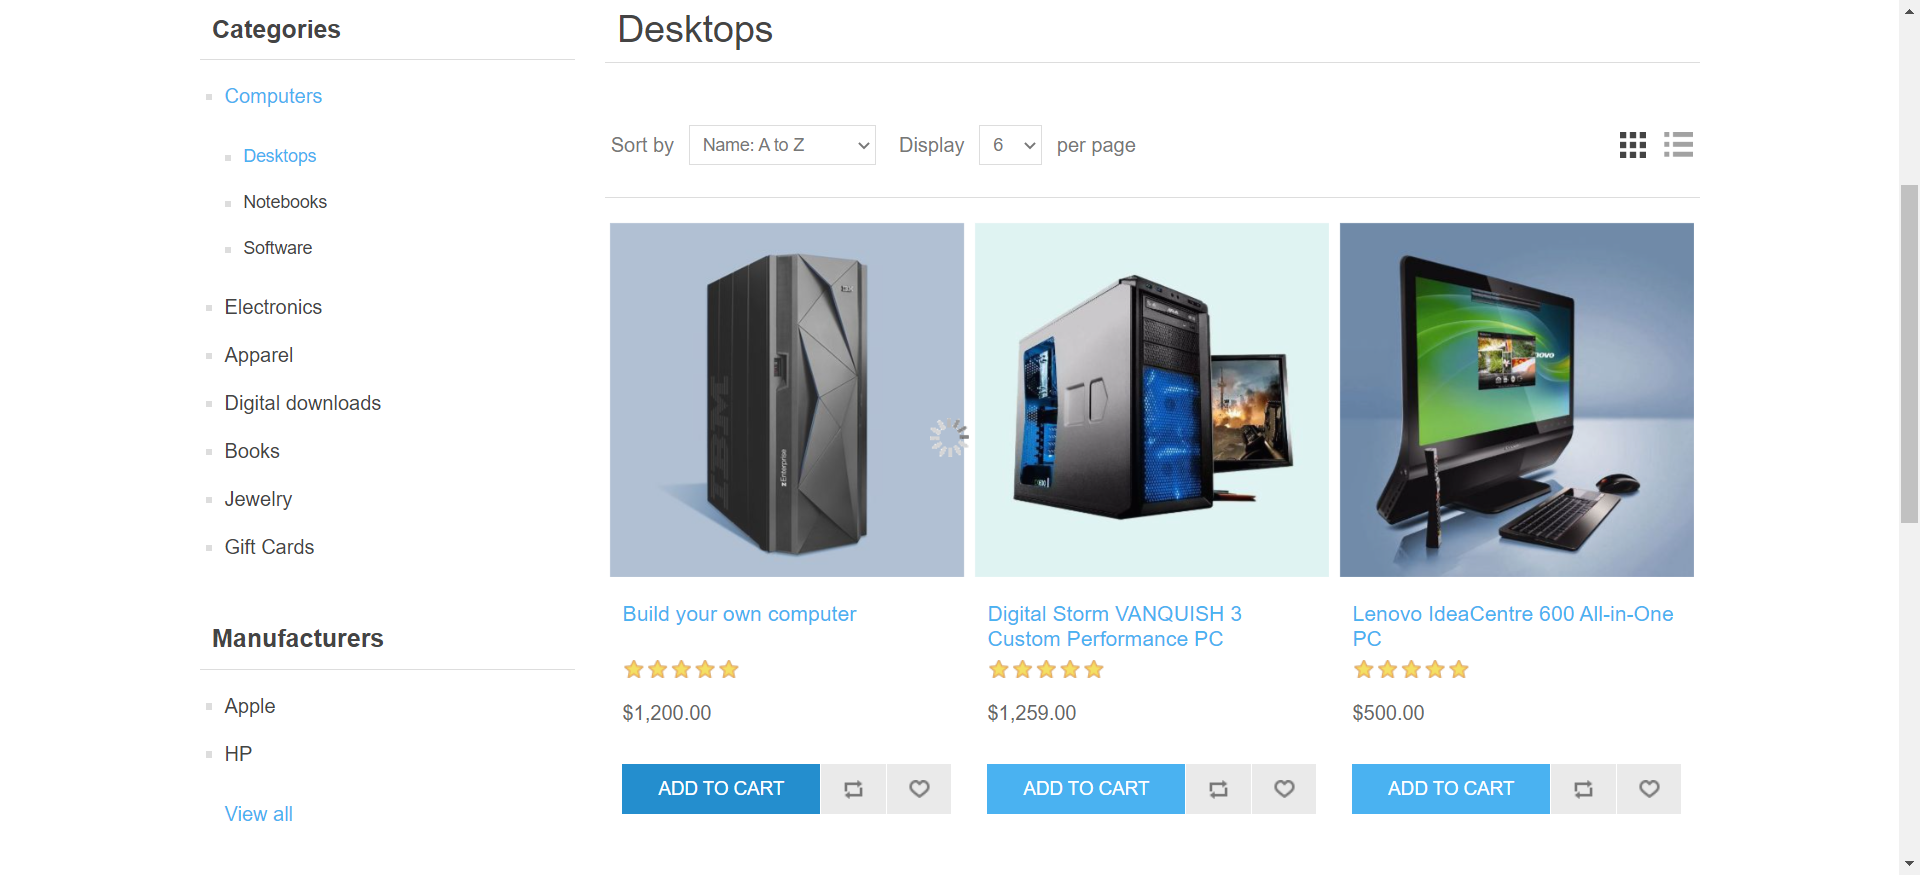 Categories
Computers
Desktops
Notebooks
Software
Electronics
Apparel
Digital downloads
Books
Jewelry
Gift Cards
Manufacturers
Apple
HP
View all
Desktops
Sort by Name: A to Z Display 6 per page
IBM
IBM
zEnterprise
Build your own computer
$1,200.00
ADD TO CART
Digital Storm VANQUISH 3
Custom Performance PC
$1,259.00
ADD TO CART
Lenovo IdeaCentre 600 All-in-One
PC
$500.00
ADD TO CART